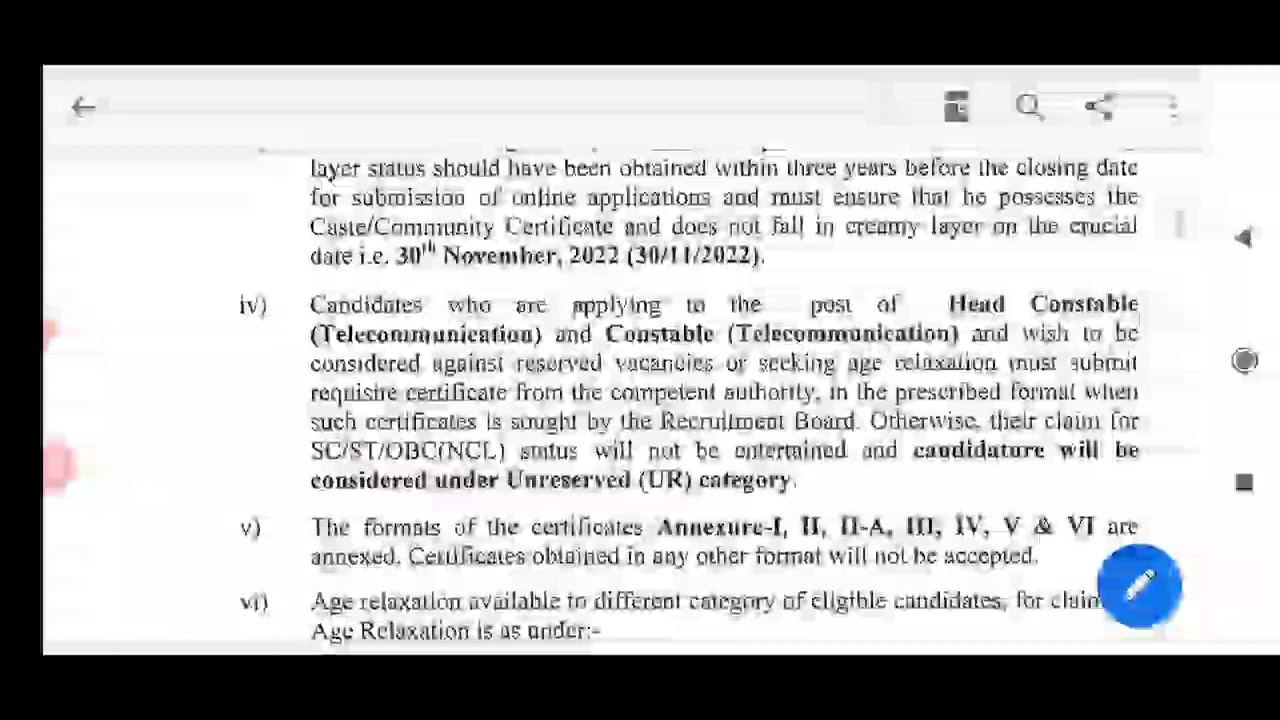 layer status should have been obtained within three years before the closing date
for submission of online applications and must ensure that he possesses the
Caste/Community Certificate and does not fall in creamy layer on the crucial
date i.e. 30th November, 2022 (30/11/2022).
iv) Candidates who are applying to the post of Head Constable
(Telecommunication) and Constable (Telecommunication) and wish to be
considered against reserved vacancies or seeking age relaxation must submit
requisite certificate from the competent authority, in the prescribed format when
such certificates is sought by the Recruitment Board. Otherwise, their claim for
SC/ST/OBC(NCL) status will not be entertained and candidature will be
considered under Unreserved (UR) category.
v) The formats of the certificates Annexure-I, II, II-A, III, IV, V & VI are
annexed. Certificates obtained in any other format will not be accepted.
vi) Age relaxation available to different category of eligible candidates, for claim
Age Relaxation is as under:-